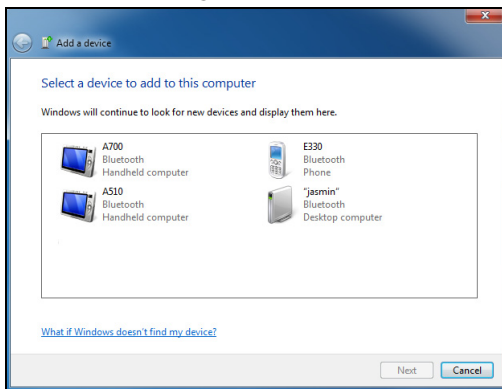 Add a device
Select a device to add to this computer
Windows will continue to look for new devices and display them here.
A700
Bluetooth
Handheld computer
E330
Bluetooth
Phone
A510
Bluetooth
Handheld computer
"jasmin"
Bluetooth
Desktop computer
What if Windows doesn't find my device?
Next Cancel